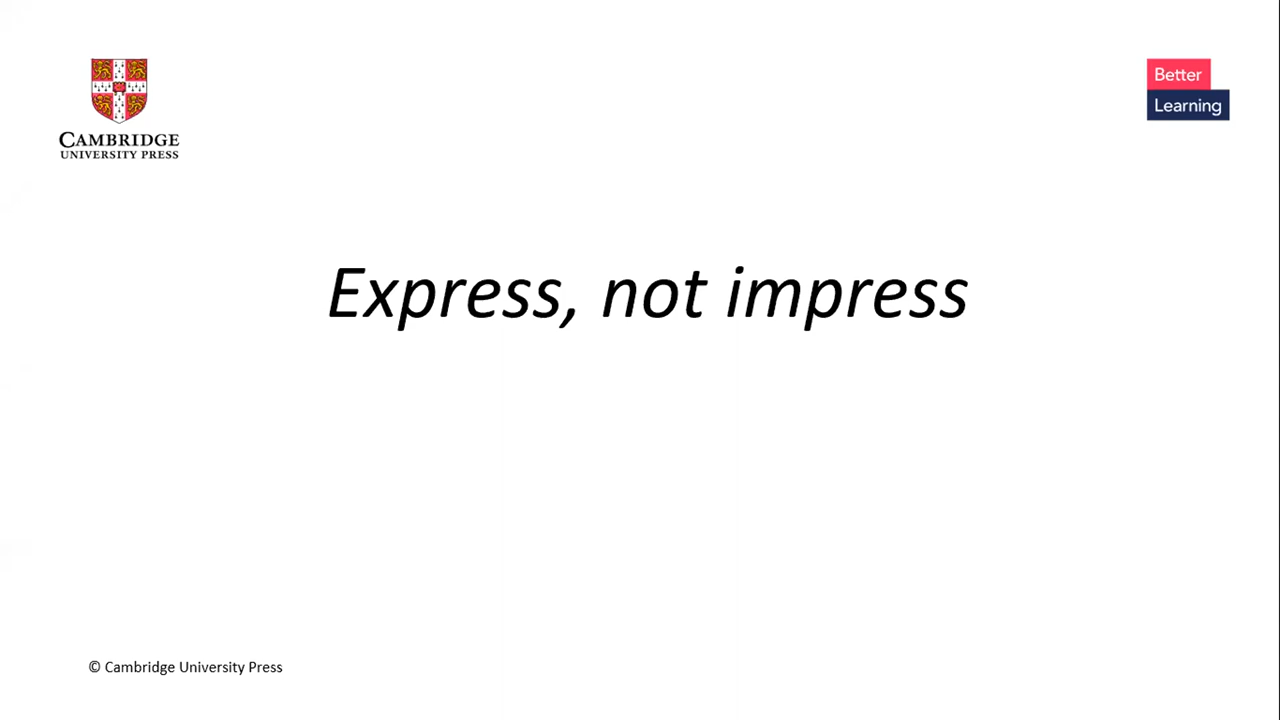 CAMBRIDGE
UNIVERSITY PRESS
Better
Learning
Express, not impress
© Cambridge University Press